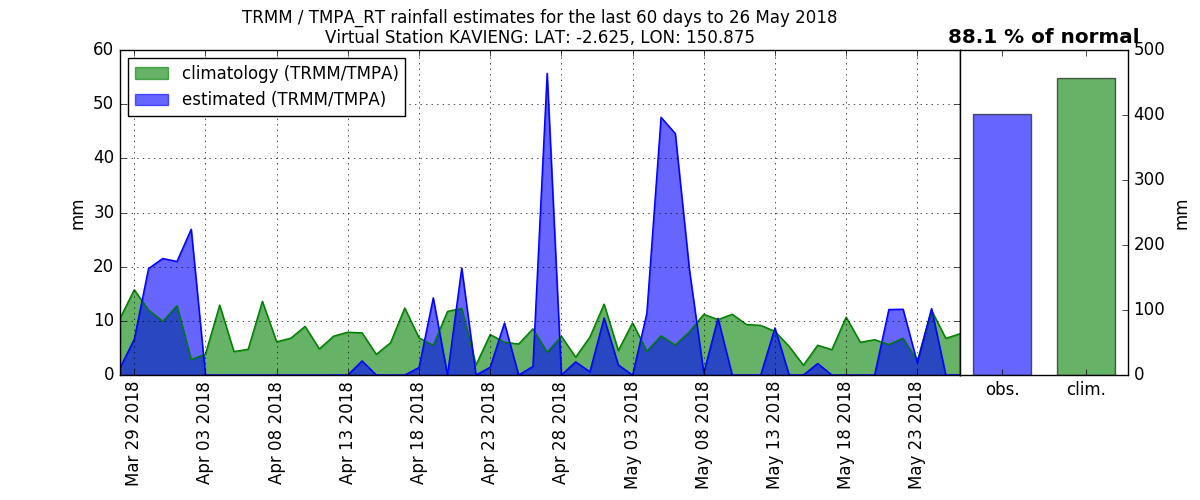 TRMM / TMPA_RT rainfall estimates for the last 60 days to 26 May 2018
Virtual Station KAVIENG: LAT: -2.625, LON: 150.875
88.1 % of normal
climatology (TRMM/TMPA)
estimated (TRMM/TMPA)
60
50
40
30
20
10
0
mm
Mar 29 2018
Apr 03 2018
Apr 08 2018
Apr 13 2018
Apr 18 2018
Apr 23 2018
Apr 28 2018
May 03 2018
May 08 2018
May 13 2018
May 18 2018
May 23 2018
obs.
clim.
500
400
300
200
100
0
mm